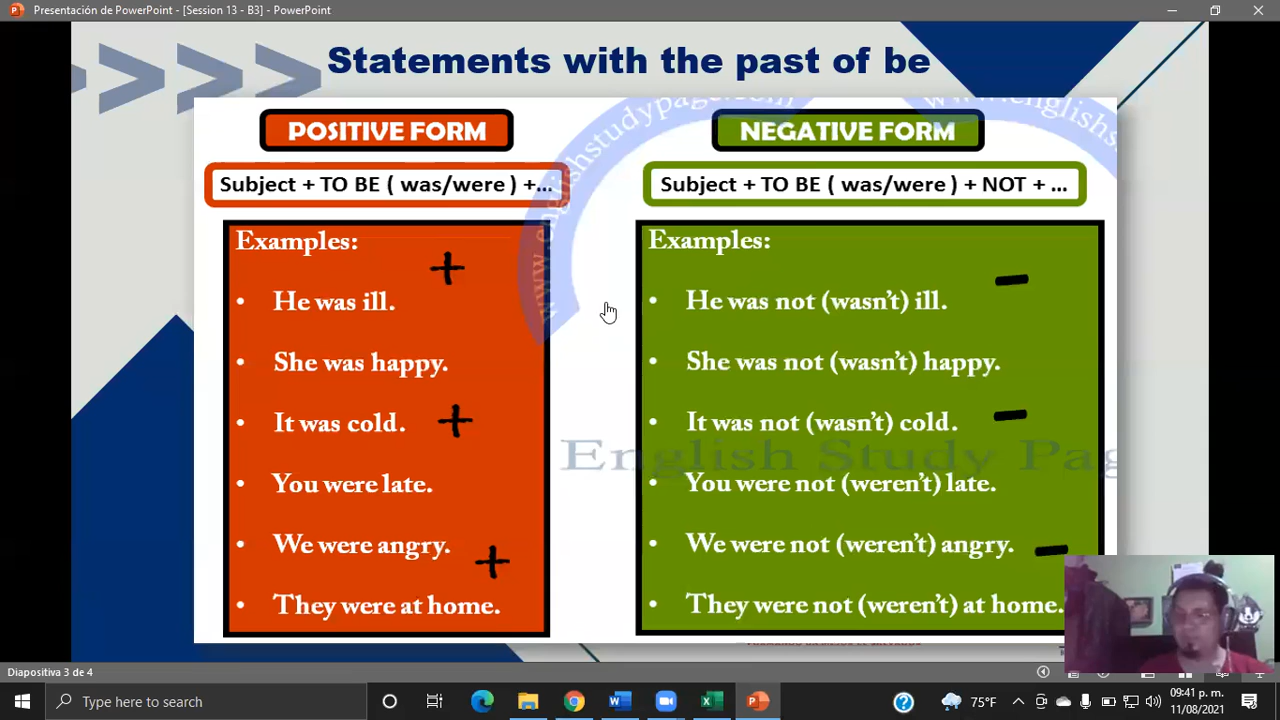 Presentación de PowerPoint - [Session 13 - B3] - PowerPoint
Statements with the past of be
POSITIVE FORM
Subject + TO BE ( was/were ) +...
Examples:
• He was ill.
• She was happy.
• It was cold.
• You were late.
• We were angry.
• They were at home.
NEGATIVE FORM
Subject + TO BE ( was/were ) + NOT + ...
Examples:
• He was not (wasn't) ill.
• She was not (wasn't) happy.
• It was not (wasn't) cold.
• You were not (weren't) late.
• We were not (weren't) angry.
• They were not (weren't) at home.
www.englishstudypage.com
www.englishs
English Study Pag
Diapositiva 3 de 4
Type here to search
75°F
09:41 p. m.
11/08/2021